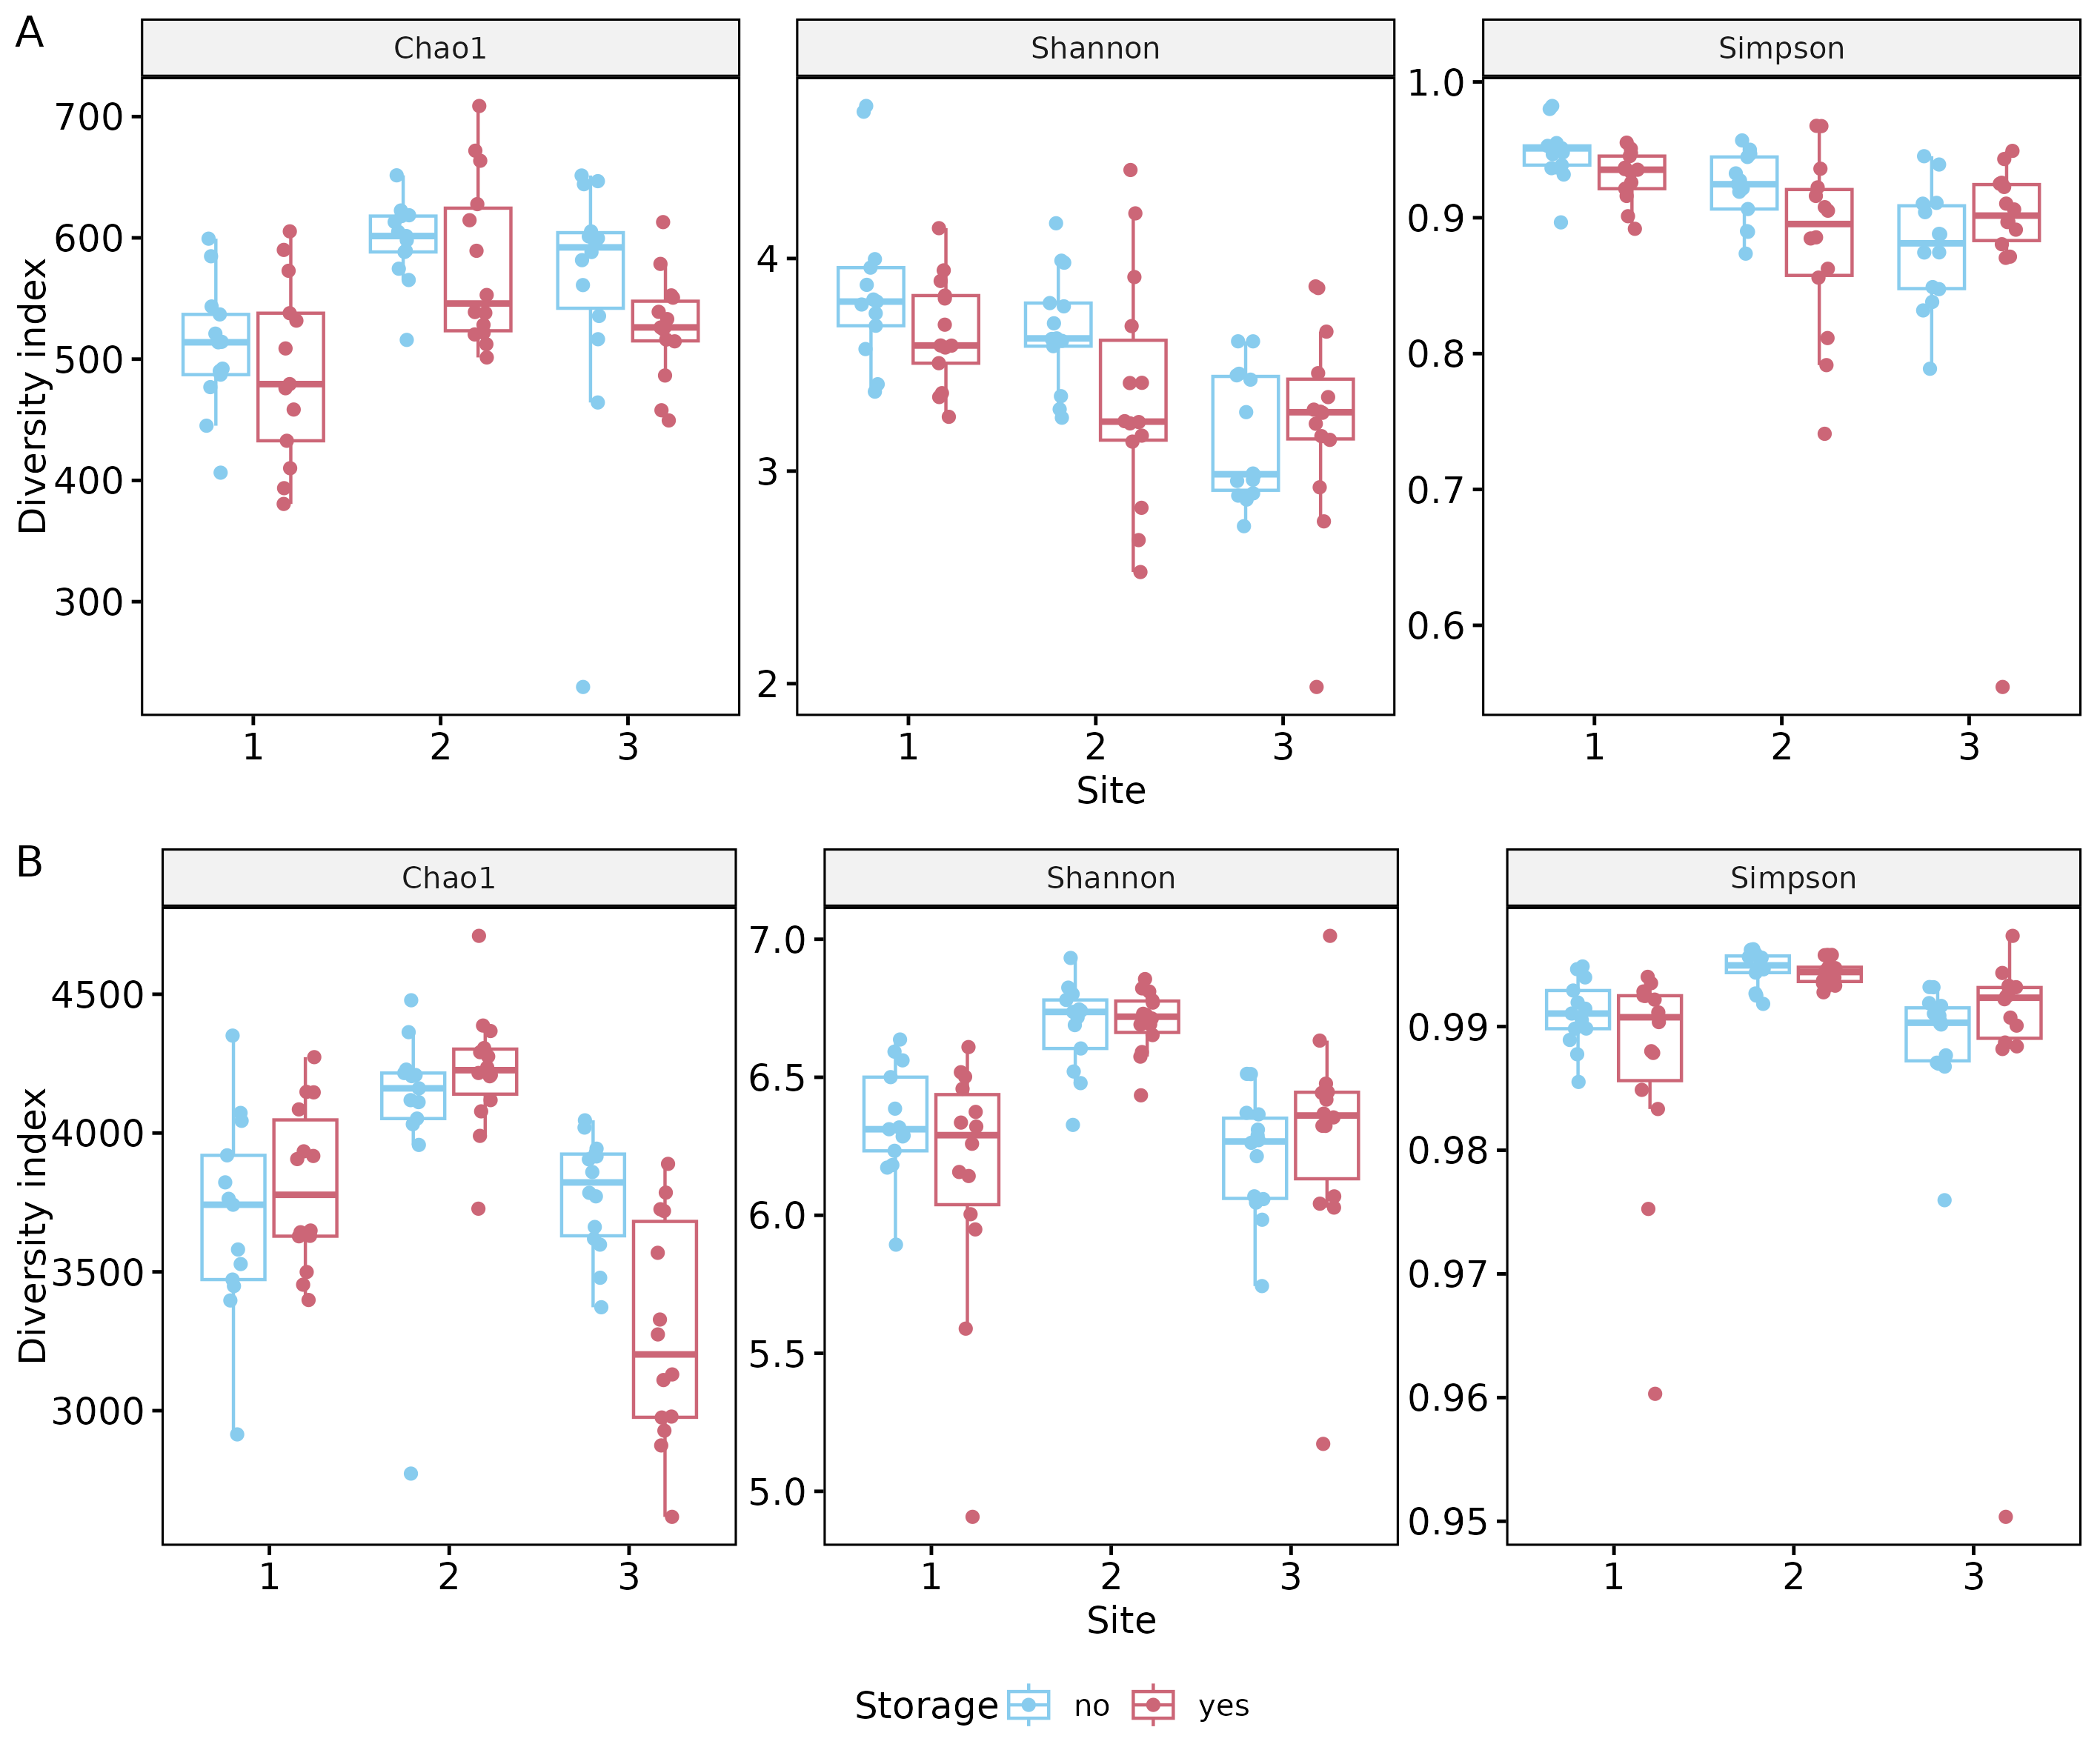 A
Chao1
Shannon
Simpson
Diversity index
700
600
500
400
300
4
3
2
1.0
0.9
0.8
0.7
0.6
1 2 3
1 2 3
1 2 3
Site
B
Chao1
Shannon
Simpson
Diversity index
4500
4000
3500
3000
7.0
6.5
6.0
5.5
5.0
0.99
0.98
0.97
0.96
0.95
1 2 3
1 2 3
1 2 3
Site
Storage no yes